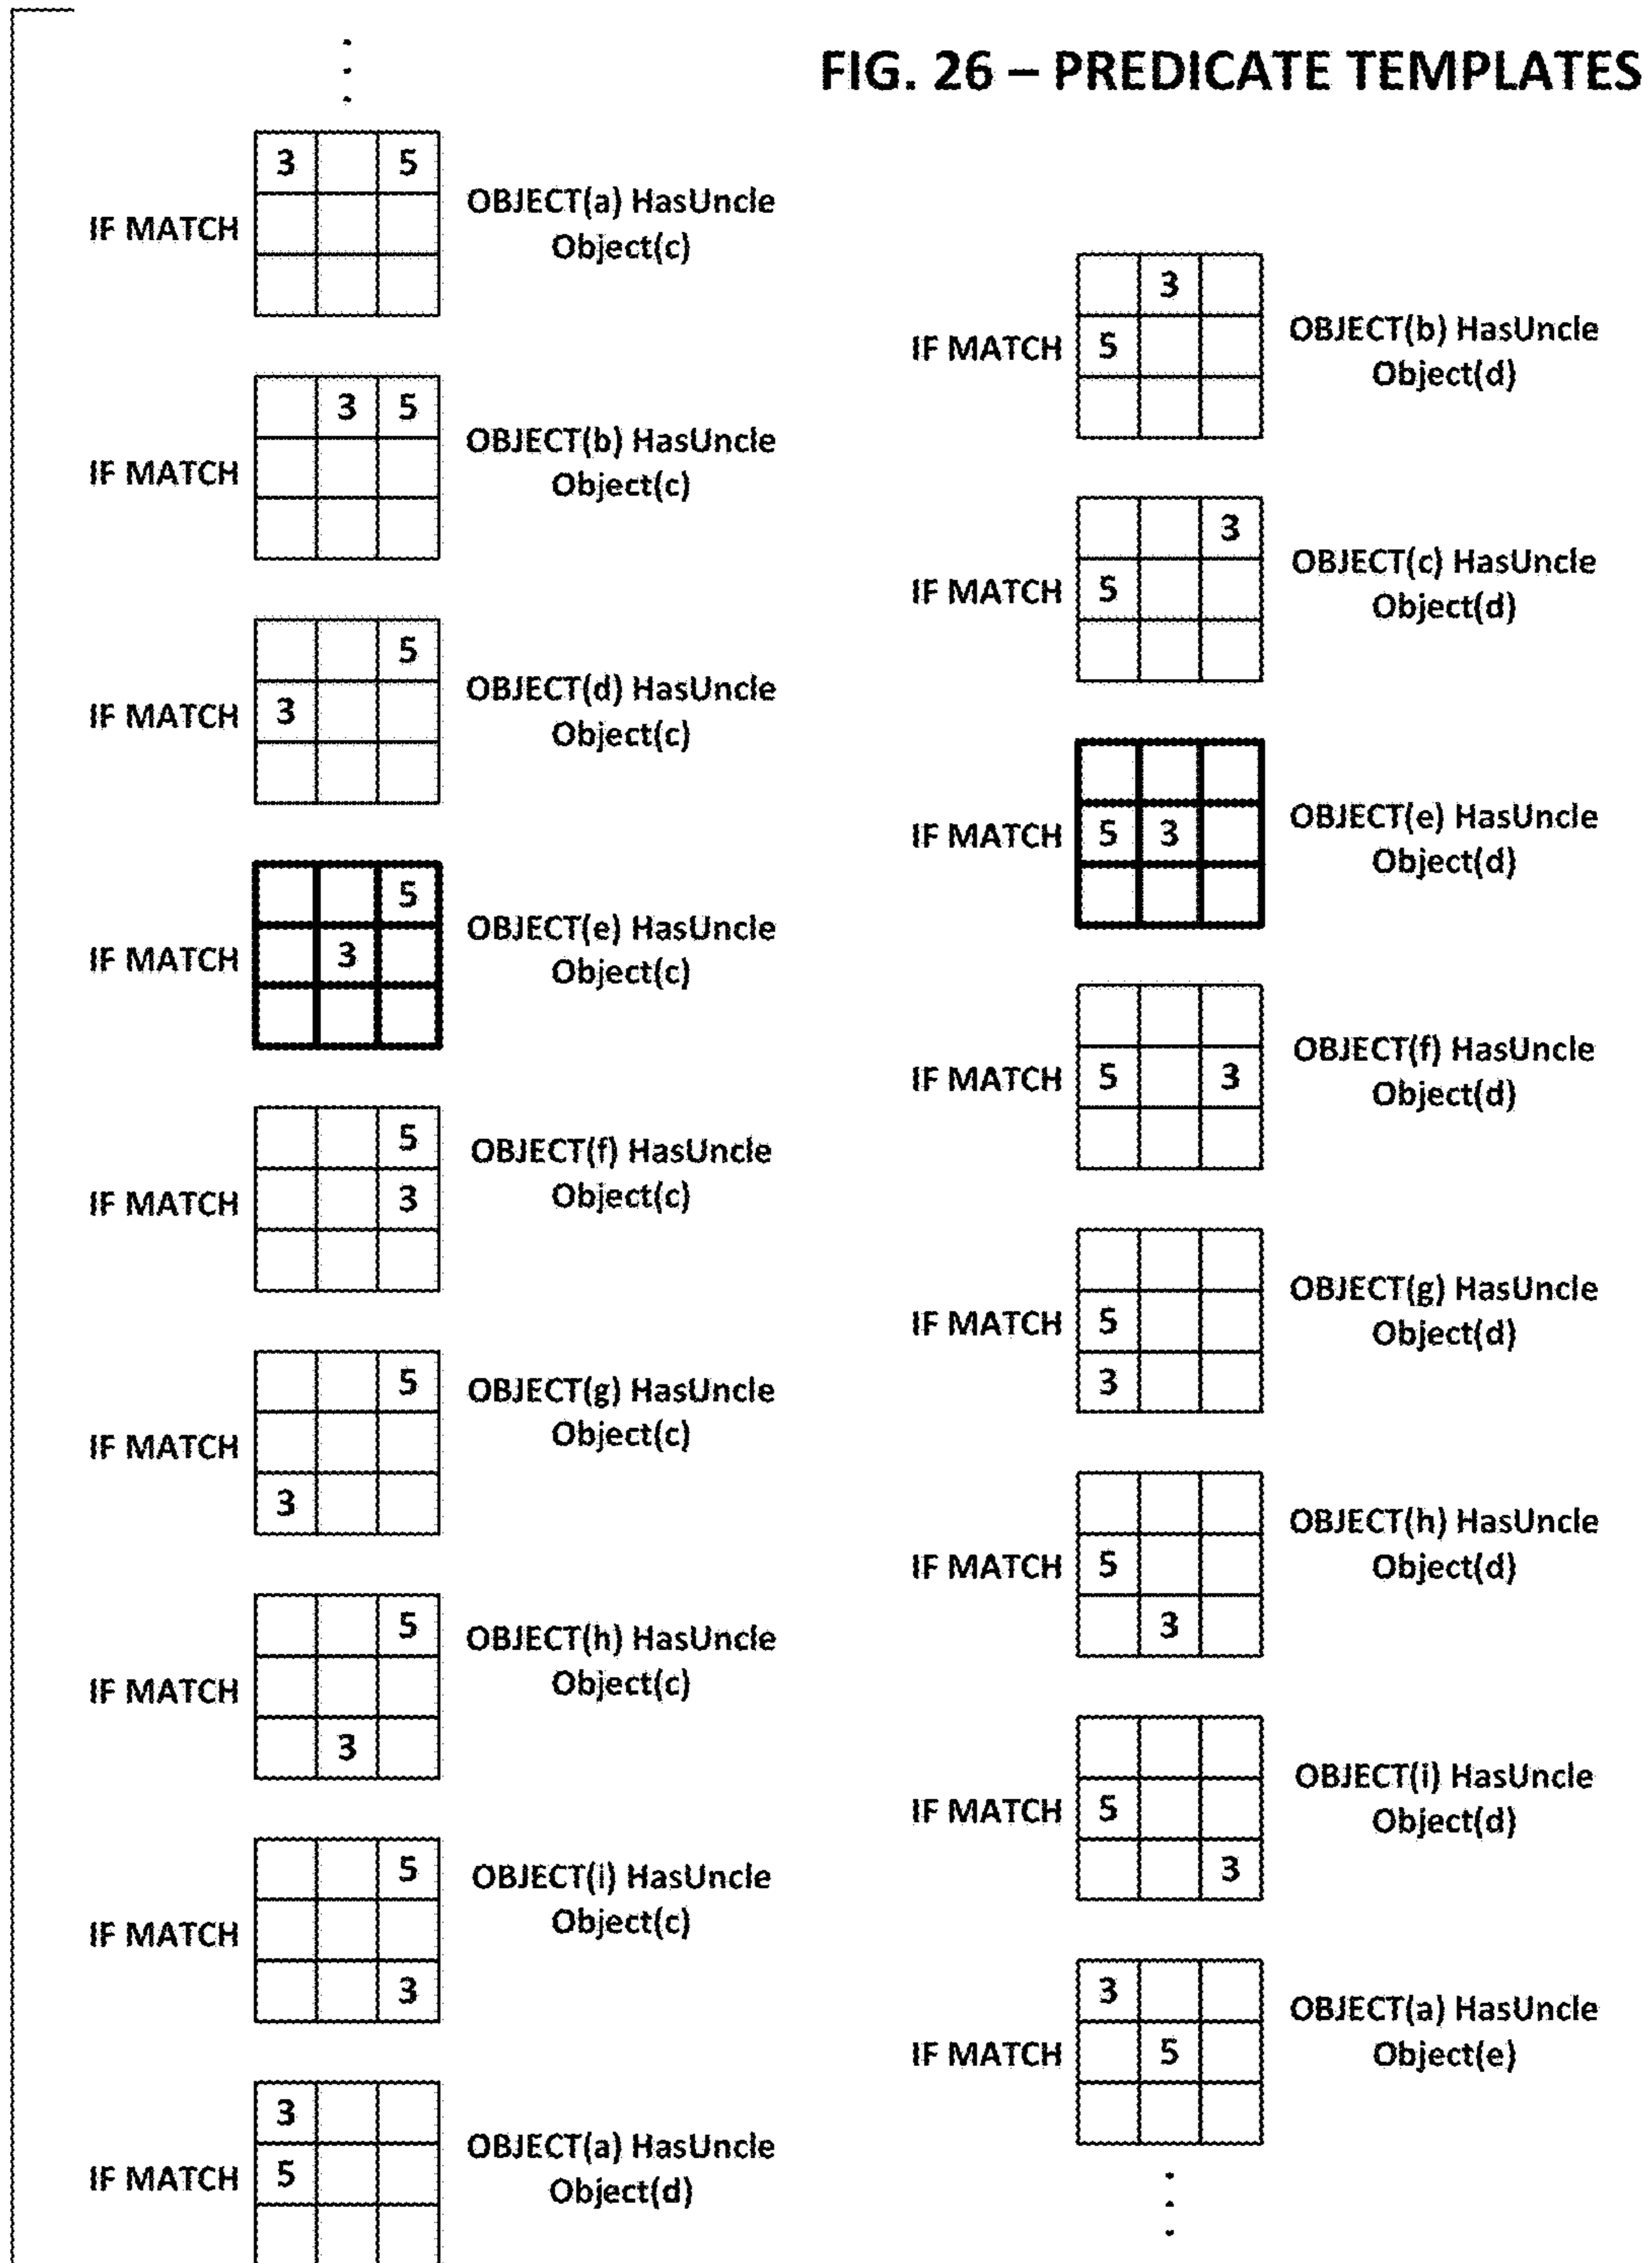 FIG. 26 – PREDICATE TEMPLATES
3 5
IF MATCH
OBJECT(a) HasUncle
Object(c)
3 5
IF MATCH
OBJECT(b) HasUncle
Object(c)
5
3
IF MATCH
OBJECT(d) HasUncle
Object(c)
5
3
IF MATCH
OBJECT(e) HasUncle
Object(c)
5
3
IF MATCH
OBJECT(f) HasUncle
Object(c)
5
IF MATCH
3
OBJECT(g) HasUncle
Object(c)
5
IF MATCH
3
OBJECT(h) HasUncle
Object(c)
5
IF MATCH
3
OBJECT(i) HasUncle
Object(c)
3
IF MATCH 5
OBJECT(a) HasUncle
Object(d)
3
IF MATCH 5
OBJECT(b) HasUncle
Object(d)
3
IF MATCH 5
OBJECT(c) HasUncle
Object(d)
IF MATCH 5 3
OBJECT(e) HasUncle
Object(d)
IF MATCH 5 3
OBJECT(f) HasUncle
Object(d)
IF MATCH 5
3
OBJECT(g) HasUncle
Object(d)
IF MATCH 5
3
OBJECT(h) HasUncle
Object(d)
IF MATCH 5
3
OBJECT(i) HasUncle
Object(d)
3
IF MATCH 5
OBJECT(a) HasUncle
Object(e)